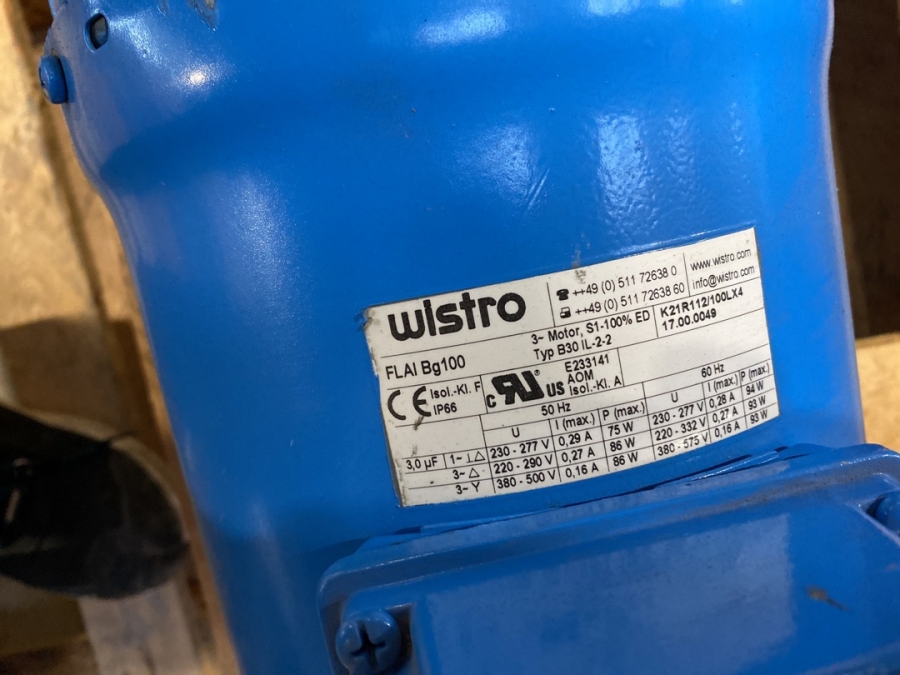 wistro
++49 (0) 511 72638 0
++49 (0) 511 72638 60
www.wistro.com
info@wistro.com
FLAI Bg100
3~ Motor, S1-100% ED
Typ B30 IL-2-2
K21R112/100LX4
17.00.0049
CE Isol.-Kl. F
IP66
c RU US
E233141
AOM
Isol.-Kl. A
50 Hz 60 Hz
U I (max.) P (max.) U I (max.) P (max.)
3,0 µF 1~ ⊥ △ 230 - 277 V 0,29 A 75 W 230 - 277 V 0,28 A 94 W
3~ △ 220 - 290 V 0,27 A 86 W 220 - 332 V 0,27 A 93 W
3~ Y 380 - 500 V 0,16 A 86 W 380 - 575 V 0,16 A 93 W